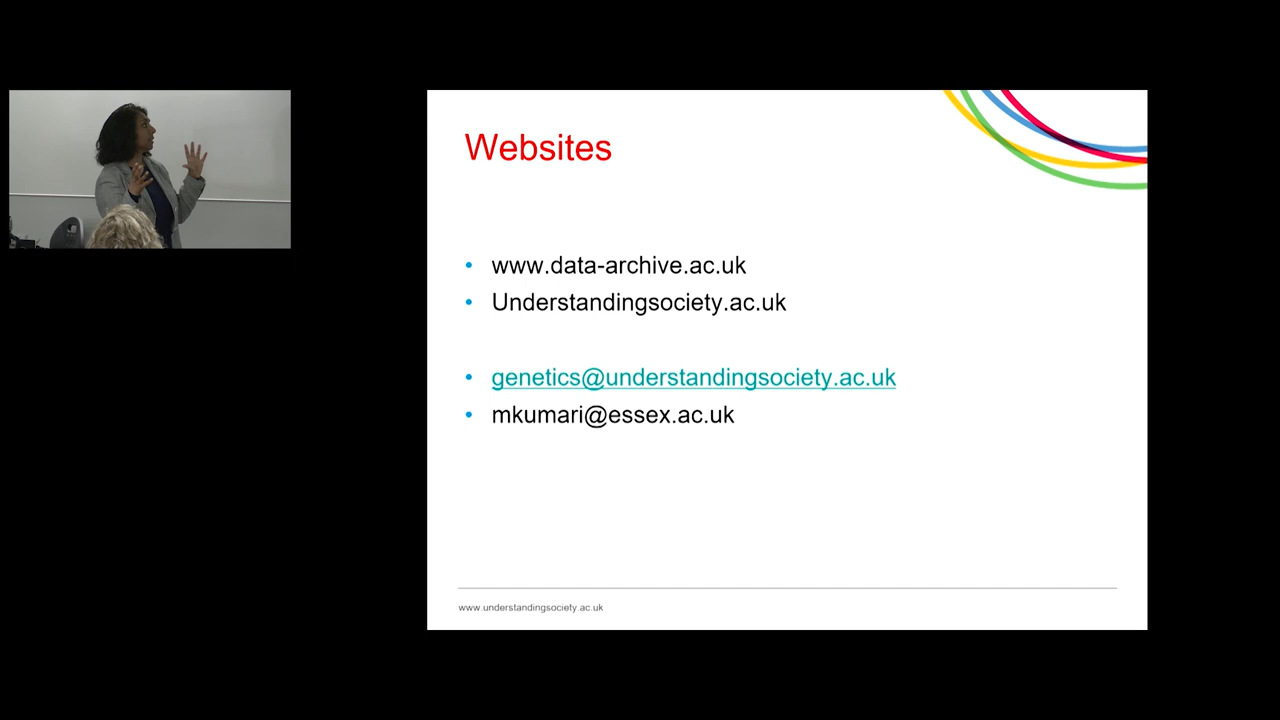 Websites
www.data-archive.ac.uk
Understandingsociety.ac.uk
genetics@understandingsociety.ac.uk
mkumari@essex.ac.uk
www.understandingsociety.ac.uk